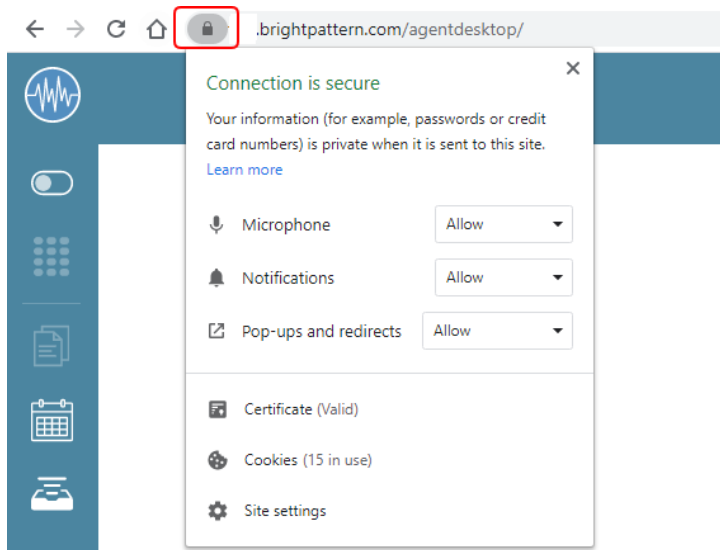 .brightpattern.com/agentdesktop/
Connection is secure
Your information (for example, passwords or credit
card numbers) is private when it is sent to this site.
Learn more
Microphone Allow
Notifications Allow
Pop-ups and redirects Allow
Certificate (Valid)
Cookies (15 in use)
Site settings